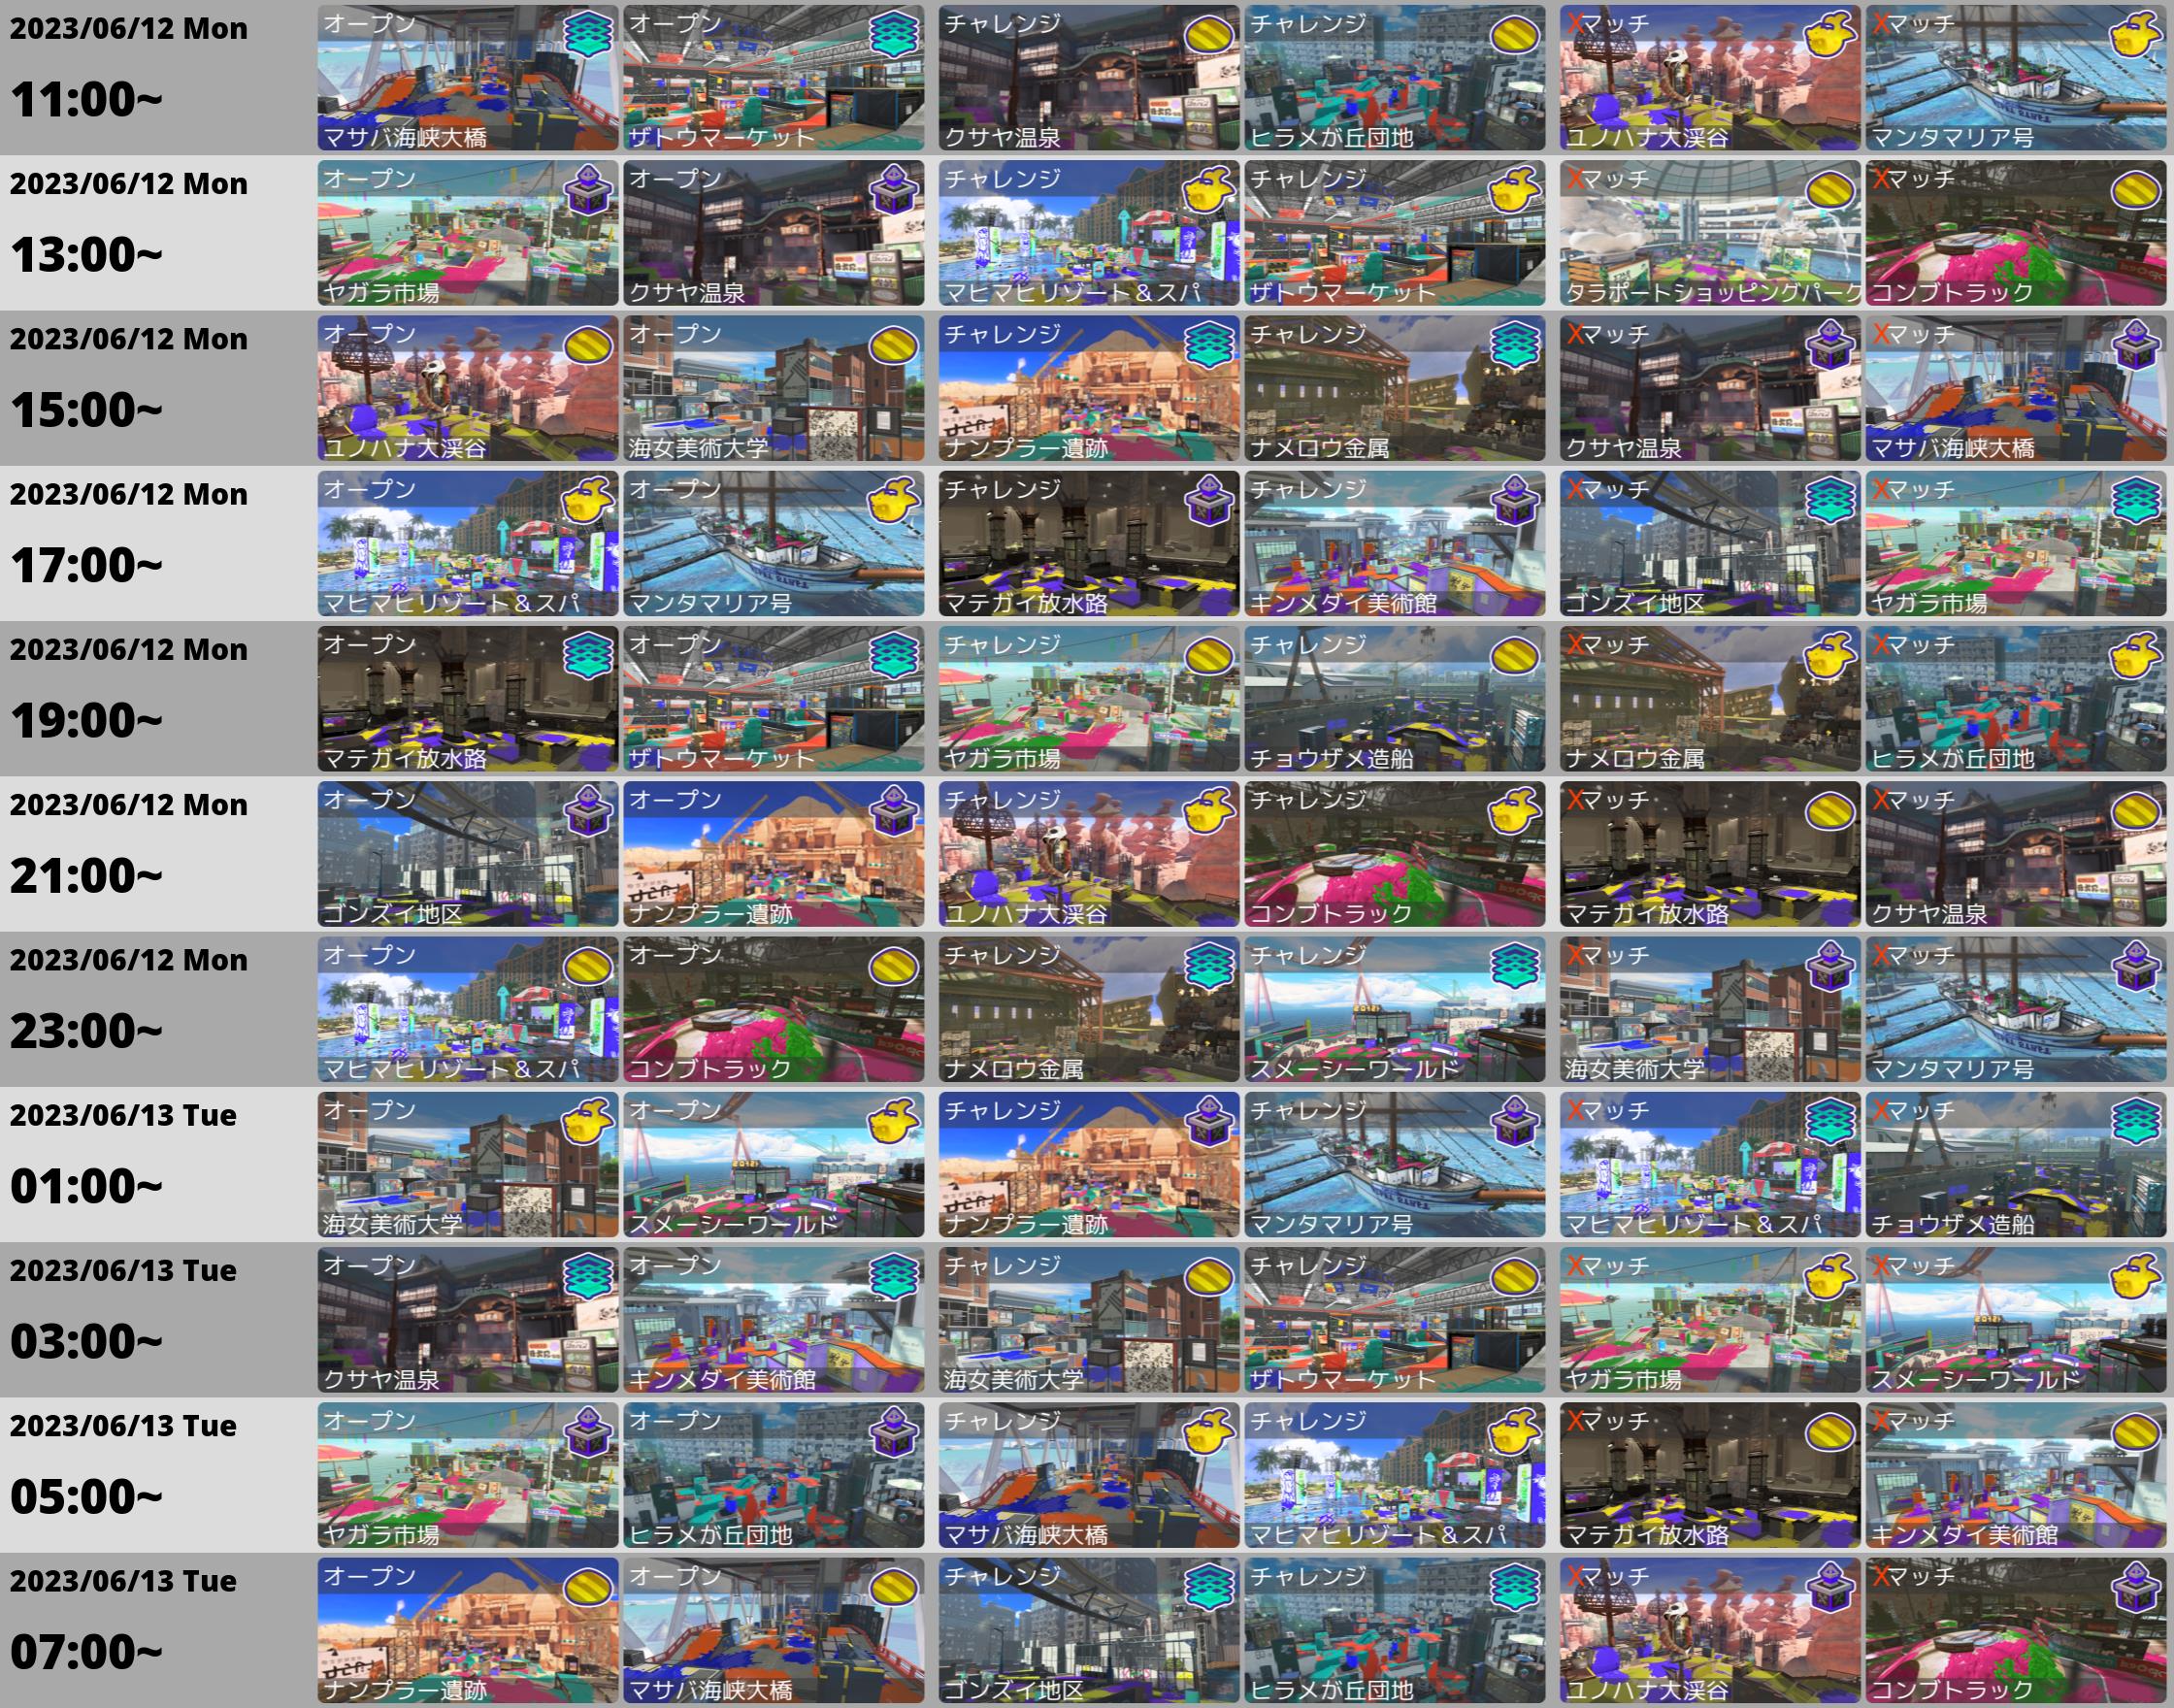 2023/06/12 Mon
11:00~
オープン
マサバ海峡大橋
オープン
ザトウマーケット
チャレンジ
クサヤ温泉
チャレンジ
ヒラメが丘団地
Xマッチ
ユノハナ大渓谷
Xマッチ
マンタマリア号
2023/06/12 Mon
13:00~
オープン
ヤガラ市場
オープン
クサヤ温泉
チャレンジ
マヒマヒリゾート＆スパ
チャレンジ
ザトウマーケット
Xマッチ
タラポートショッピングパーク
Xマッチ
コンブトラック
2023/06/12 Mon
15:00~
オープン
ユノハナ大渓谷
オープン
海女美術大学
チャレンジ
ナンプラー遺跡
チャレンジ
ナメロウ金属
Xマッチ
クサヤ温泉
Xマッチ
マサバ海峡大橋
2023/06/12 Mon
17:00~
オープン
マヒマヒリゾート＆スパ
オープン
マンタマリア号
チャレンジ
マテガイ放水路
チャレンジ
キンメダイ美術館
Xマッチ
ゴンズイ地区
Xマッチ
ヤガラ市場
2023/06/12 Mon
19:00~
オープン
マテガイ放水路
オープン
ザトウマーケット
チャレンジ
ヤガラ市場
チャレンジ
チョウザメ造船
Xマッチ
ナメロウ金属
Xマッチ
ヒラメが丘団地
2023/06/12 Mon
21:00~
オープン
ゴンズイ地区
オープン
ナンプラー遺跡
チャレンジ
ユノハナ大渓谷
チャレンジ
コンブトラック
Xマッチ
マテガイ放水路
Xマッチ
クサヤ温泉
2023/06/12 Mon
23:00~
オープン
マヒマヒリゾート＆スパ
オープン
コンブトラック
チャレンジ
ナメロウ金属
チャレンジ
スメーシーワールド
Xマッチ
海女美術大学
Xマッチ
マンタマリア号
2023/06/13 Tue
01:00~
オープン
海女美術大学
オープン
スメーシーワールド
チャレンジ
ナンプラー遺跡
チャレンジ
マンタマリア号
Xマッチ
マヒマヒリゾート＆スパ
Xマッチ
チョウザメ造船
2023/06/13 Tue
03:00~
オープン
クサヤ温泉
オープン
キンメダイ美術館
チャレンジ
海女美術大学
チャレンジ
ザトウマーケット
Xマッチ
ヤガラ市場
Xマッチ
スメーシーワールド
2023/06/13 Tue
05:00~
オープン
ヤガラ市場
オープン
ヒラメが丘団地
チャレンジ
マサバ海峡大橋
チャレンジ
マヒマヒリゾート＆スパ
Xマッチ
マテガイ放水路
Xマッチ
キンメダイ美術館
2023/06/13 Tue
07:00~
オープン
ナンプラー遺跡
オープン
マサバ海峡大橋
チャレンジ
ゴンズイ地区
チャレンジ
ヒラメが丘団地
Xマッチ
ユノハナ大渓谷
Xマッチ
コンブトラック